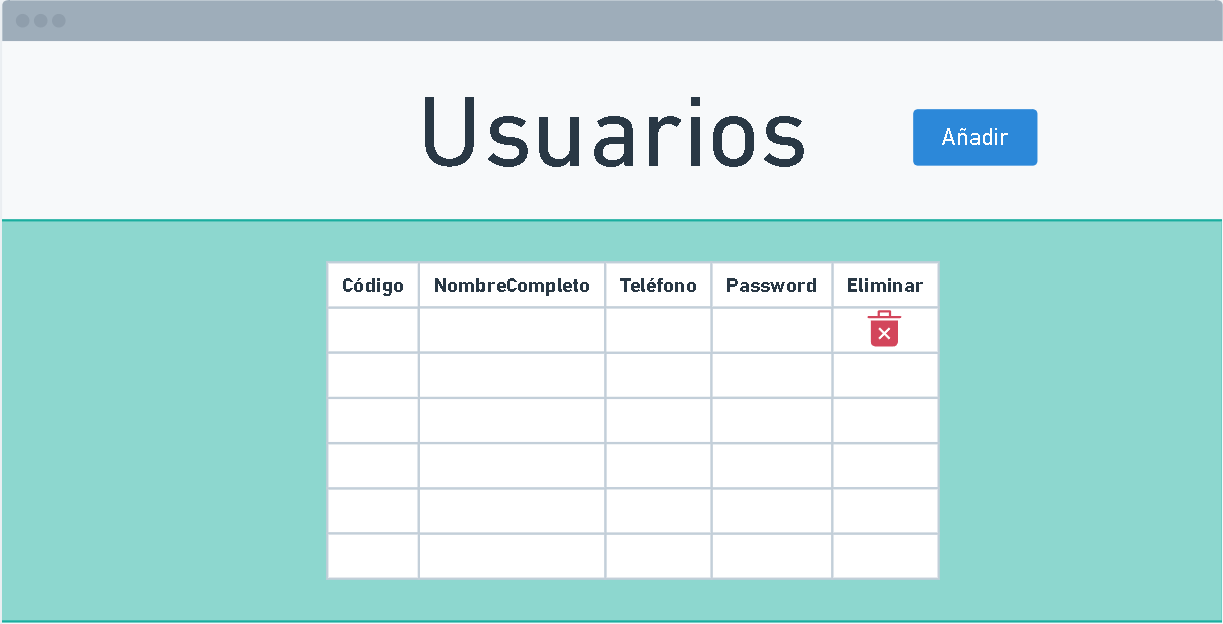 Usuarios
Añadir
Código NombreCompleto Teléfono Password Eliminar